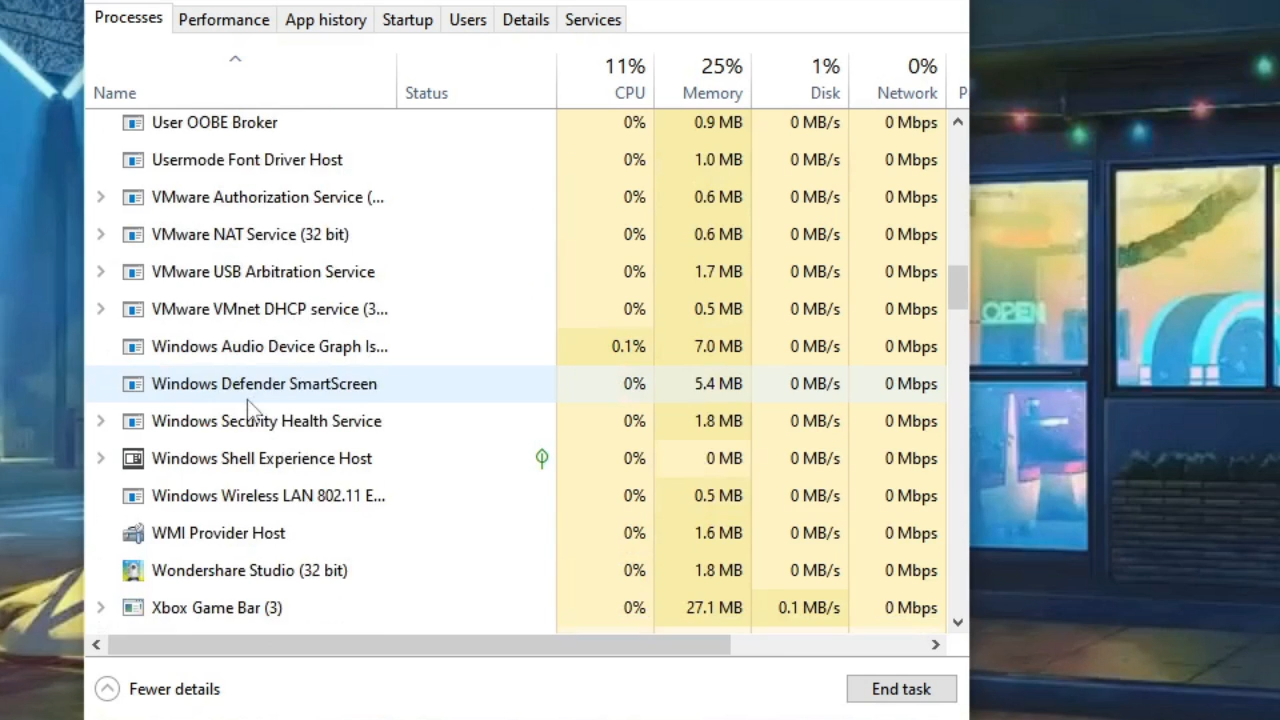 Processes Performance App history Startup Users Details Services
11% 25% 1% 0%
Name Status CPU Memory Disk Network P
User OOBE Broker 0% 0.9 MB 0 MB/s 0 Mbps
Usermode Font Driver Host 0% 1.0 MB 0 MB/s 0 Mbps
VMware Authorization Service (... 0% 0.6 MB 0 MB/s 0 Mbps
VMware NAT Service (32 bit) 0% 0.6 MB 0 MB/s 0 Mbps
VMware USB Arbitration Service 0% 1.7 MB 0 MB/s 0 Mbps
VMware VMnet DHCP service (3... 0% 0.5 MB 0 MB/s 0 Mbps
Windows Audio Device Graph Is... 0.1% 7.0 MB 0 MB/s 0 Mbps
OPEN
Windows Defender SmartScreen 0% 5.4 MB 0 MB/s 0 Mbps
Windows Security Health Service 0% 1.8 MB 0 MB/s 0 Mbps
Windows Shell Experience Host 0% 0 MB 0 MB/s 0 Mbps
Windows Wireless LAN 802.11 E... 0% 0.5 MB 0 MB/s 0 Mbps
WMI Provider Host 0% 1.6 MB 0 MB/s 0 Mbps
Wondershare Studio (32 bit) 0% 1.8 MB 0 MB/s 0 Mbps
Xbox Game Bar (3) 0% 27.1 MB 0.1 MB/s 0 Mbps
Fewer details End task